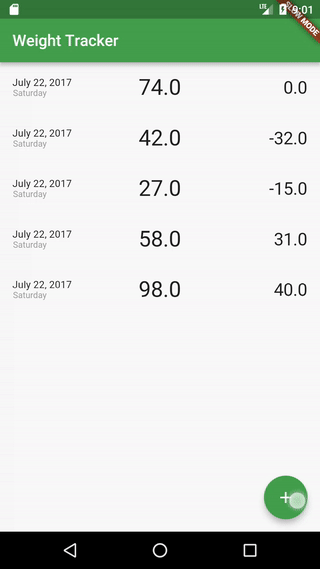 LTE 9:01
SLOW MODE
Weight Tracker
July 22, 2017 74.0 0.0
Saturday
July 22, 2017 42.0 -32.0
Saturday
July 22, 2017 27.0 -15.0
Saturday
July 22, 2017 58.0 31.0
Saturday
July 22, 2017 98.0 40.0
Saturday
+